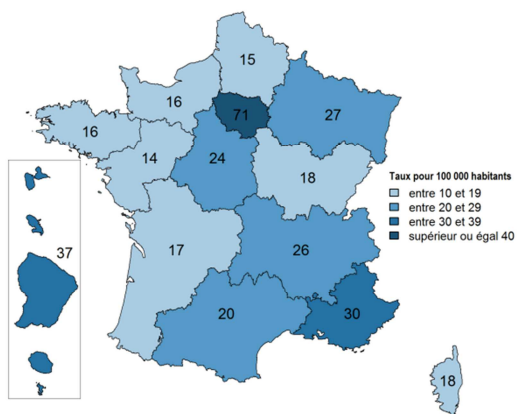 15
16
71
27
16
14
24
18
37
17
26
20
30
18
Taux pour 100 000 habitants
entre 10 et 19
entre 20 et 29
entre 30 et 39
supérieur ou égal 40